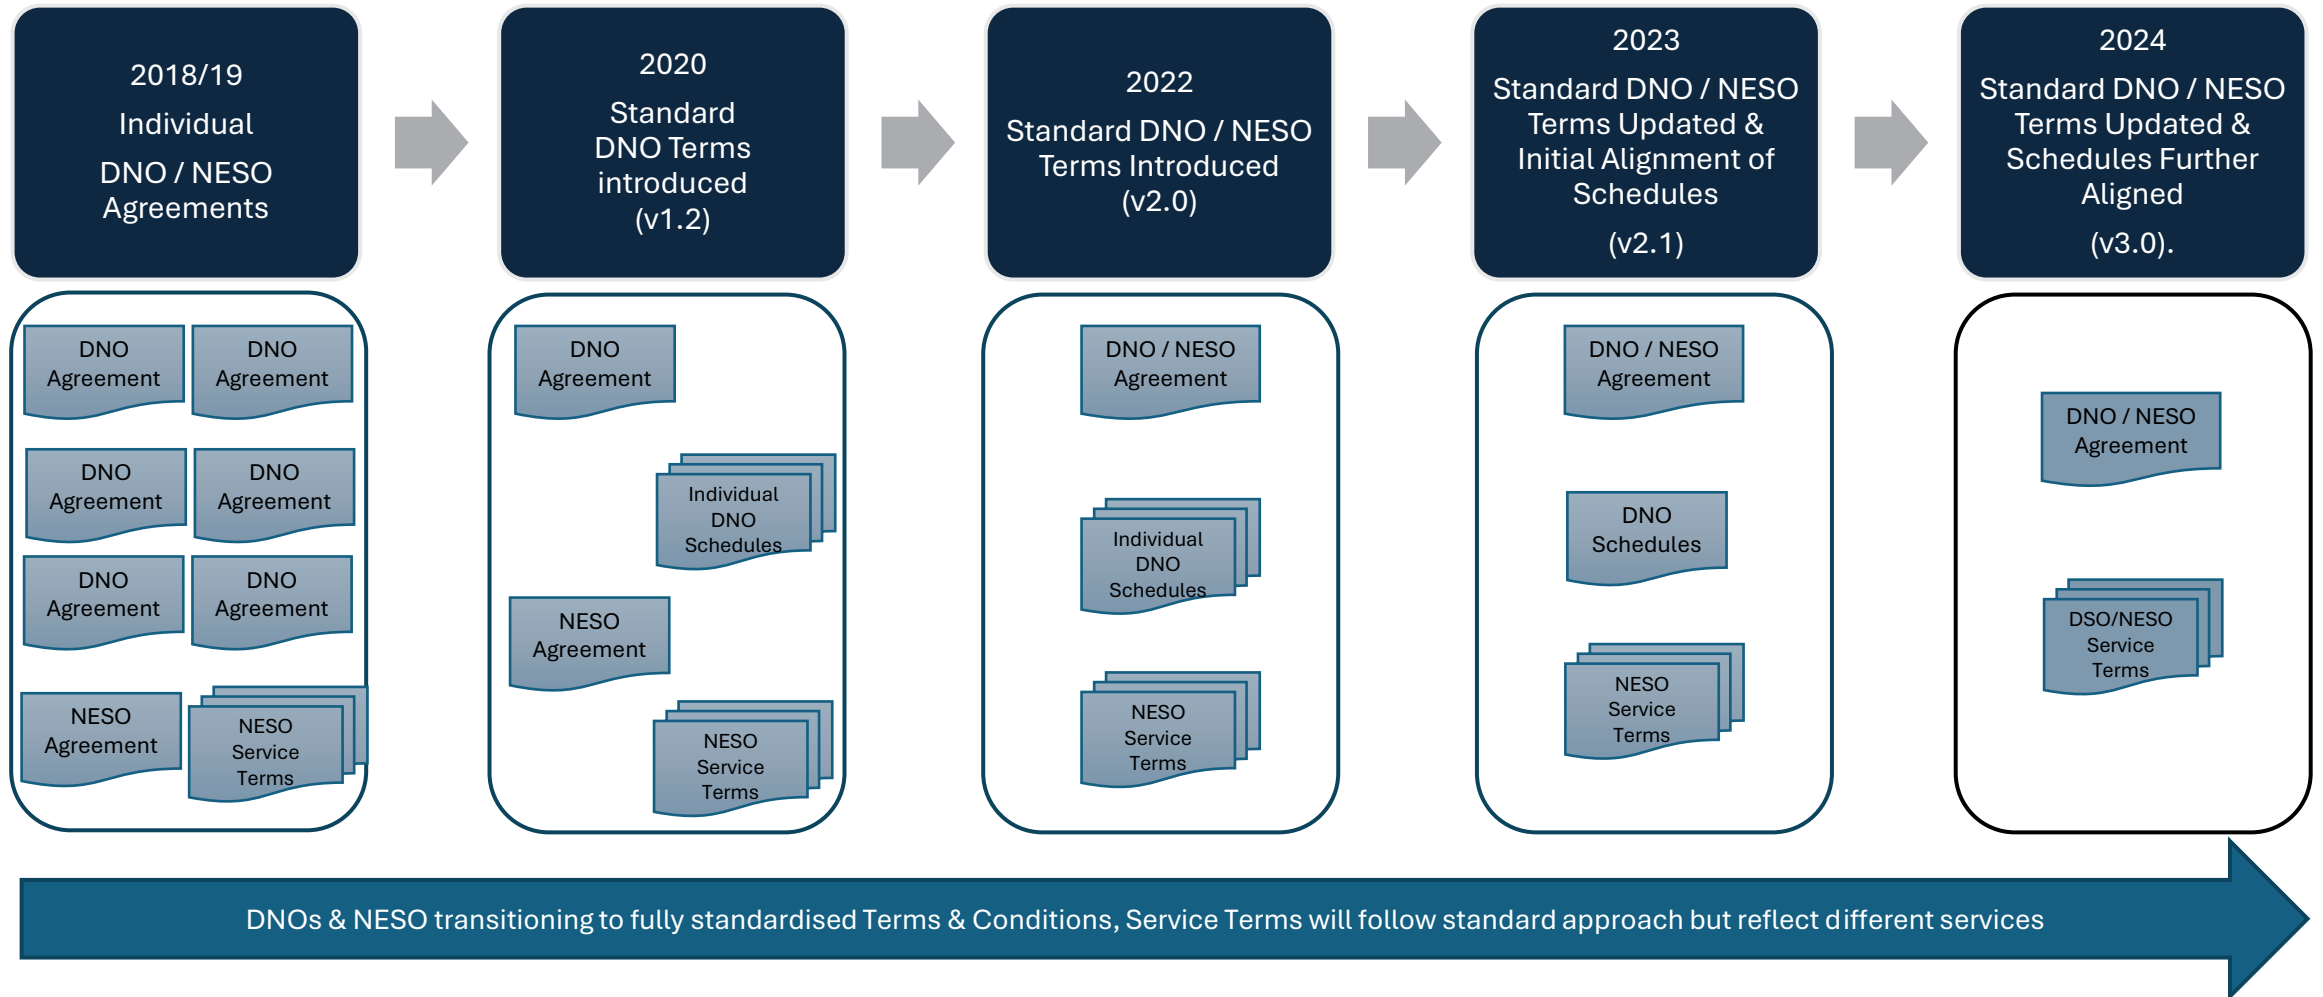 2018/19
Individual
DNO / NESO
Agreements
2020
Standard
DNO Terms
introduced
(v1.2)
2022
Standard DNO / NESO
Terms Introduced
(v2.0)
2023
Standard DNO / NESO
Terms Updated &
Initial Alignment of
Schedules
(v2.1)
2024
Standard DNO / NESO
Terms Updated &
Schedules Further
Aligned
(v3.0).
DNO
Agreement
DNO
Agreement
DNO
Agreement
DNO
Agreement
DNO
Agreement
DNO
Agreement
NESO
Agreement
NESO
Service
Terms
DNO
Agreement
Individual
DNO
Schedules
NESO
Agreement
NESO
Service
Terms
DNO / NESO
Agreement
Individual
DNO
Schedules
NESO
Service
Terms
DNO / NESO
Agreement
DNO
Schedules
NESO
Service
Terms
DNO / NESO
Agreement
DSO/NESO
Service
Terms
DNOs & NESO transitioning to fully standardised Terms & Conditions, Service Terms will follow standard approach but reflect different services